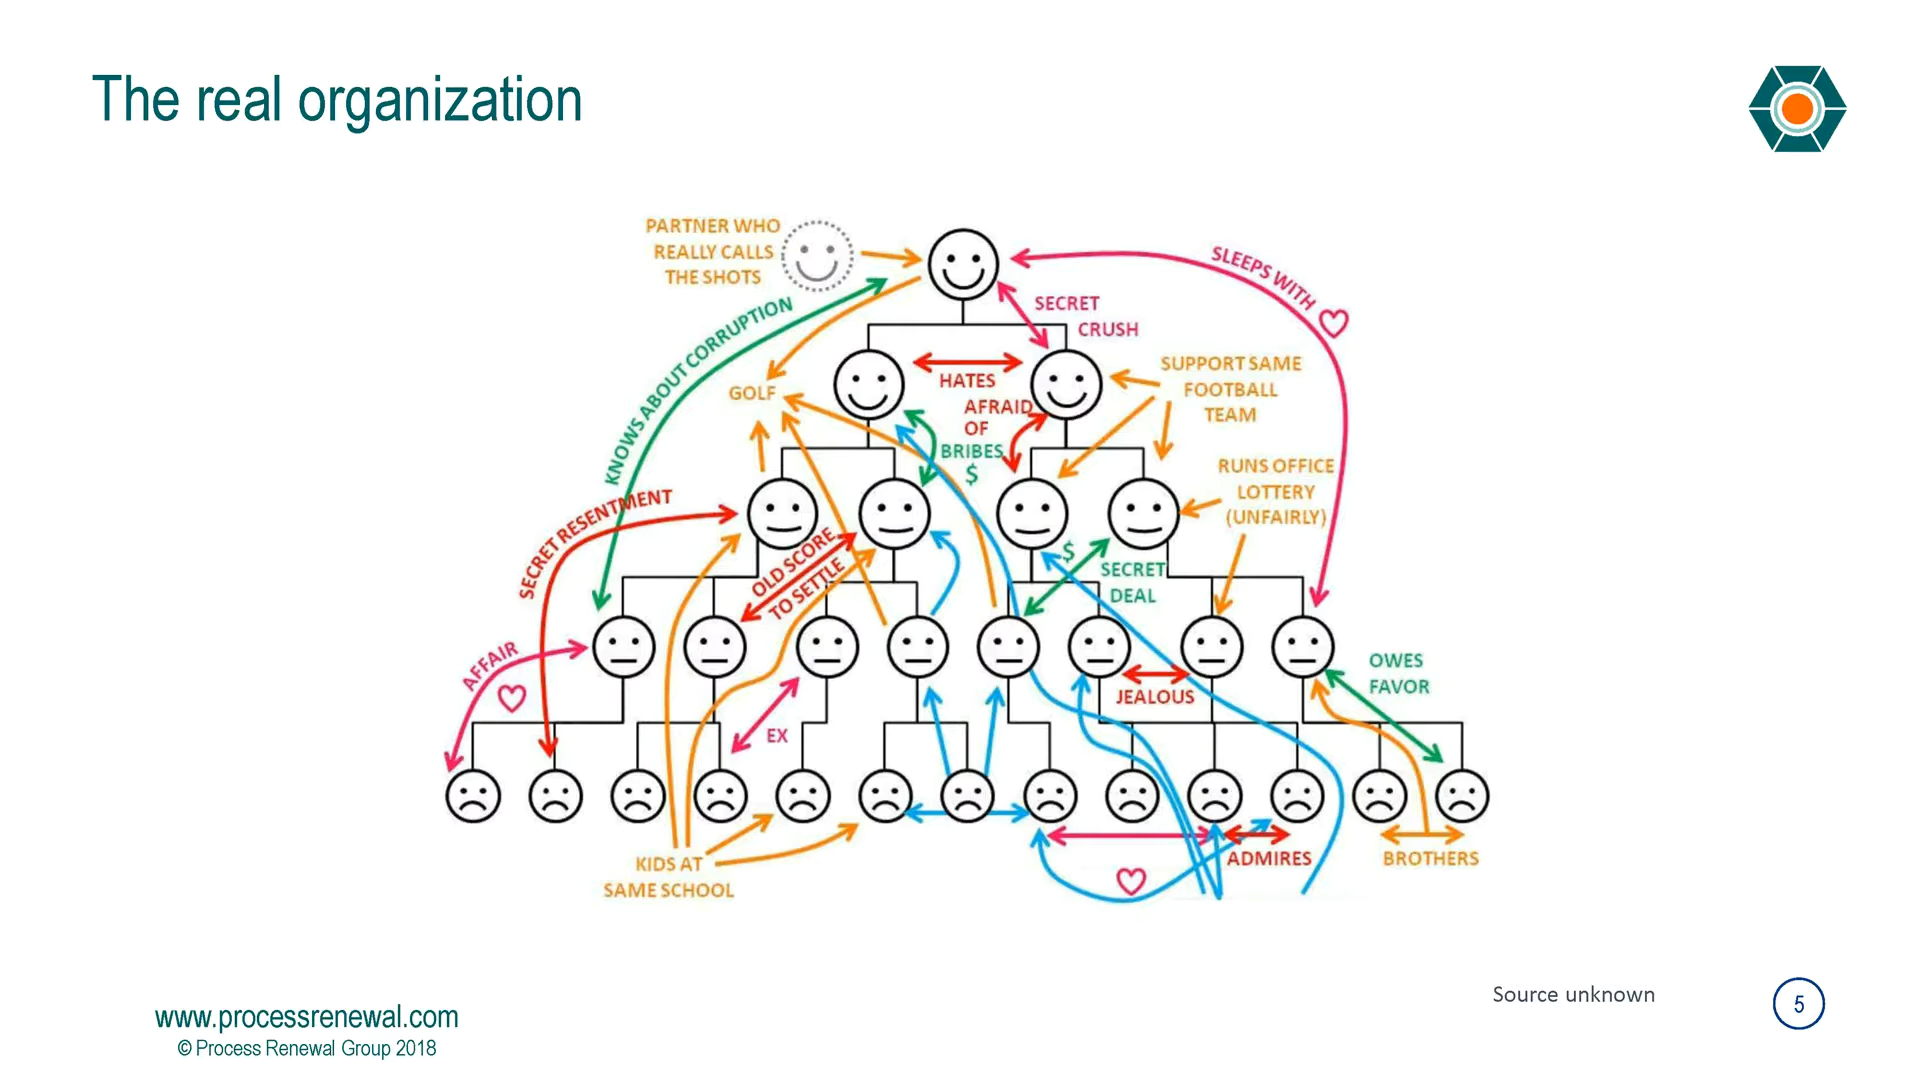 The real organization
PARTNER WHO
REALLY CALLS
THE SHOTS
SLEEPS WITH
SECRET
CRUSH
KNOWS ABOUT CORRUPTION
HATES
GOLF
SUPPORT SAME
FOOTBALL
TEAM
AFRAID
OF
BRIBES
$
RUNS OFFICE
LOTTERY
(UNFAIRLY)
SECRET RESENTMENT
OLD SCORE
TO SETTLE
$
SECRET
DEAL
AFFAIR
JEALOUS
OWES
FAVOR
EX
KIDS AT
SAME SCHOOL
ADMIRES
BROTHERS
Source unknown
5
www.processrenewal.com
© Process Renewal Group 2018